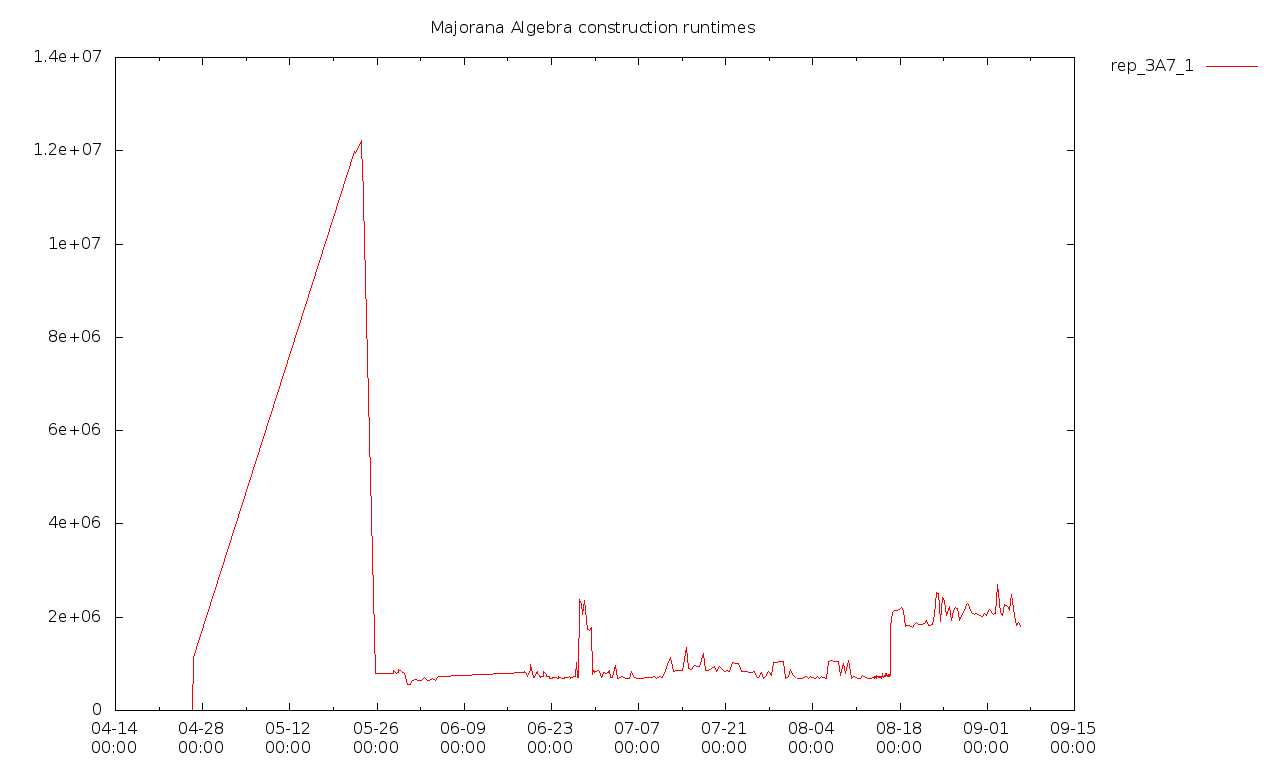 Majorana Algebra construction runtimes
rep_3A7_1
1.4e+07
1.2e+07
1e+07
8e+06
6e+06
4e+06
2e+06
0
04-14 04-28 05-12 05-26 06-09 06-23 07-07 07-21 08-04 08-18 09-01 09-15
00:00 00:00 00:00 00:00 00:00 00:00 00:00 00:00 00:00 00:00 00:00 00:00